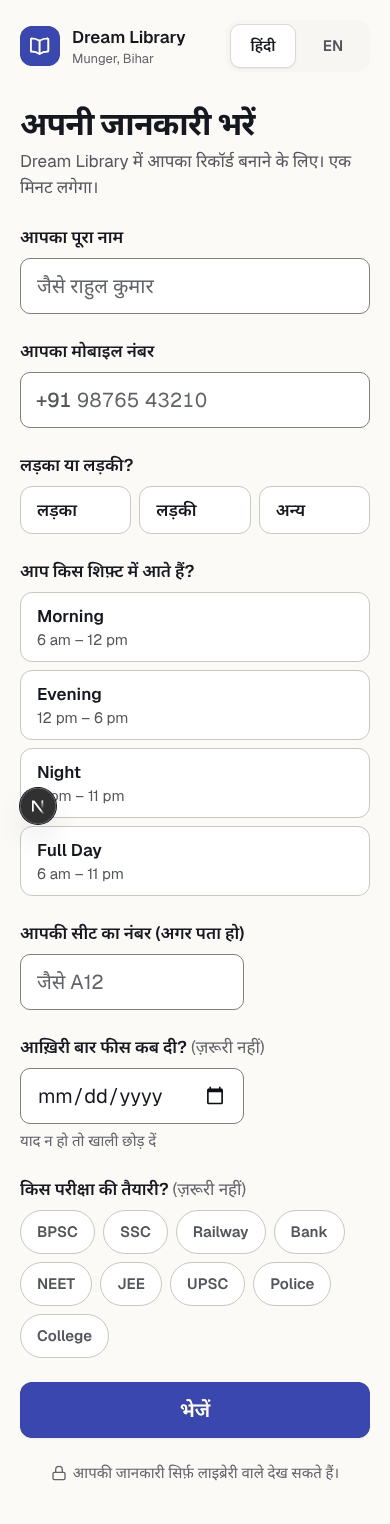 Dream Library
Munger, Bihar
हिंदी
EN
अपनी जानकारी भरें
Dream Library में आपका रिकॉर्ड बनाने के लिए। एक
मिनट लगेगा।
आपका पूरा नाम
जैसे राहुल कुमार
आपका मोबाइल नंबर
+91 98765 43210
लड़का या लड़की?
लड़का
लड़की
अन्य
आप किस शिफ़्ट में आते हैं?
Morning
6 am – 12 pm
Evening
12 pm – 6 pm
Night
pm – 11 pm
N
Full Day
6 am – 11 pm
आपकी सीट का नंबर (अगर पता हो)
जैसे A12
आख़िरी बार फीस कब दी? (ज़रूरी नहीं)
mm/dd/yyyy
याद न हो तो खाली छोड़ दें
किस परीक्षा की तैयारी? (ज़रूरी नहीं)
BPSC
SSC
Railway
Bank
NEET
JEE
UPSC
Police
College
भेजें
आपकी जानकारी सिर्फ़ लाइब्रेरी वाले देख सकते हैं।